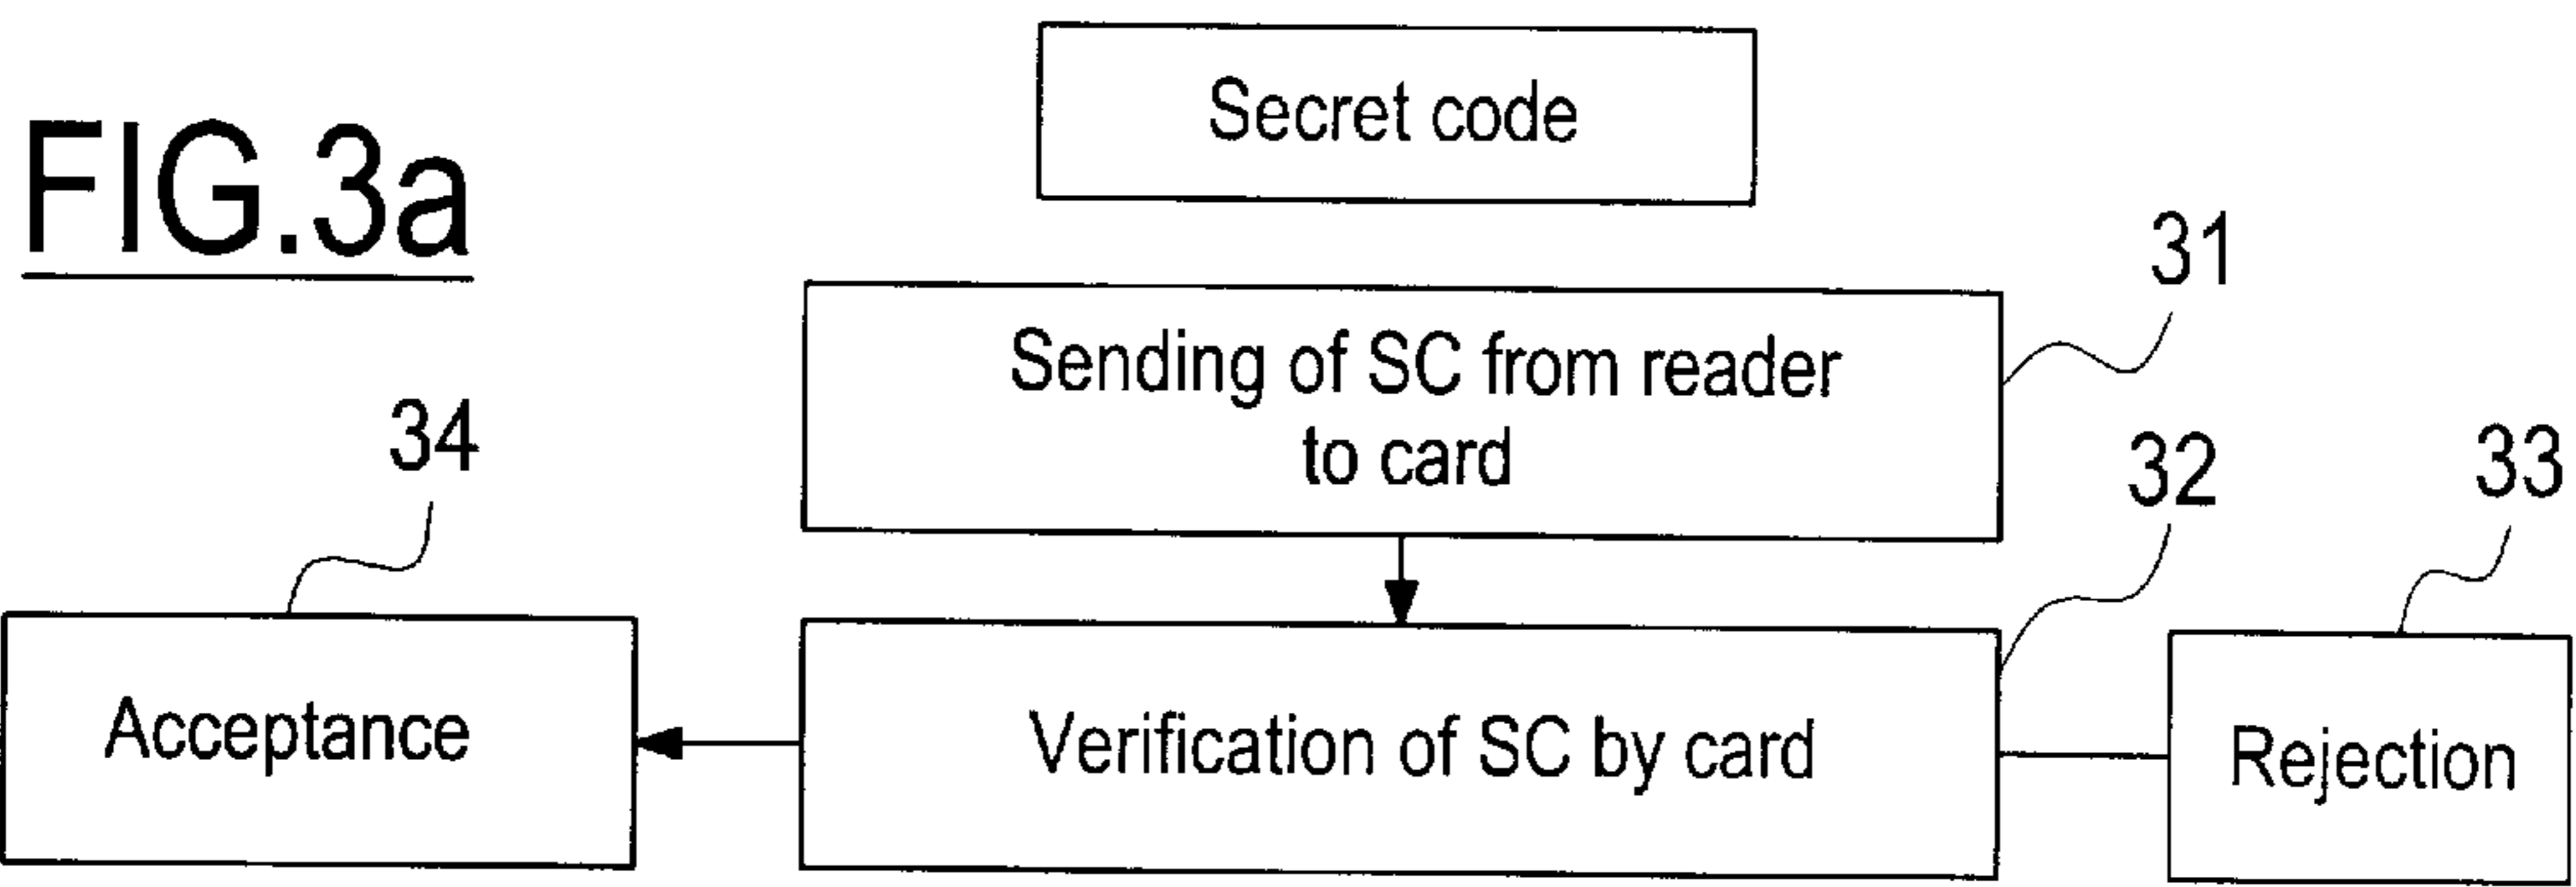 FIG.3a
Secret code
31
Sending of SC from reader
to card
34
32
33
Acceptance
Verification of SC by card
Rejection